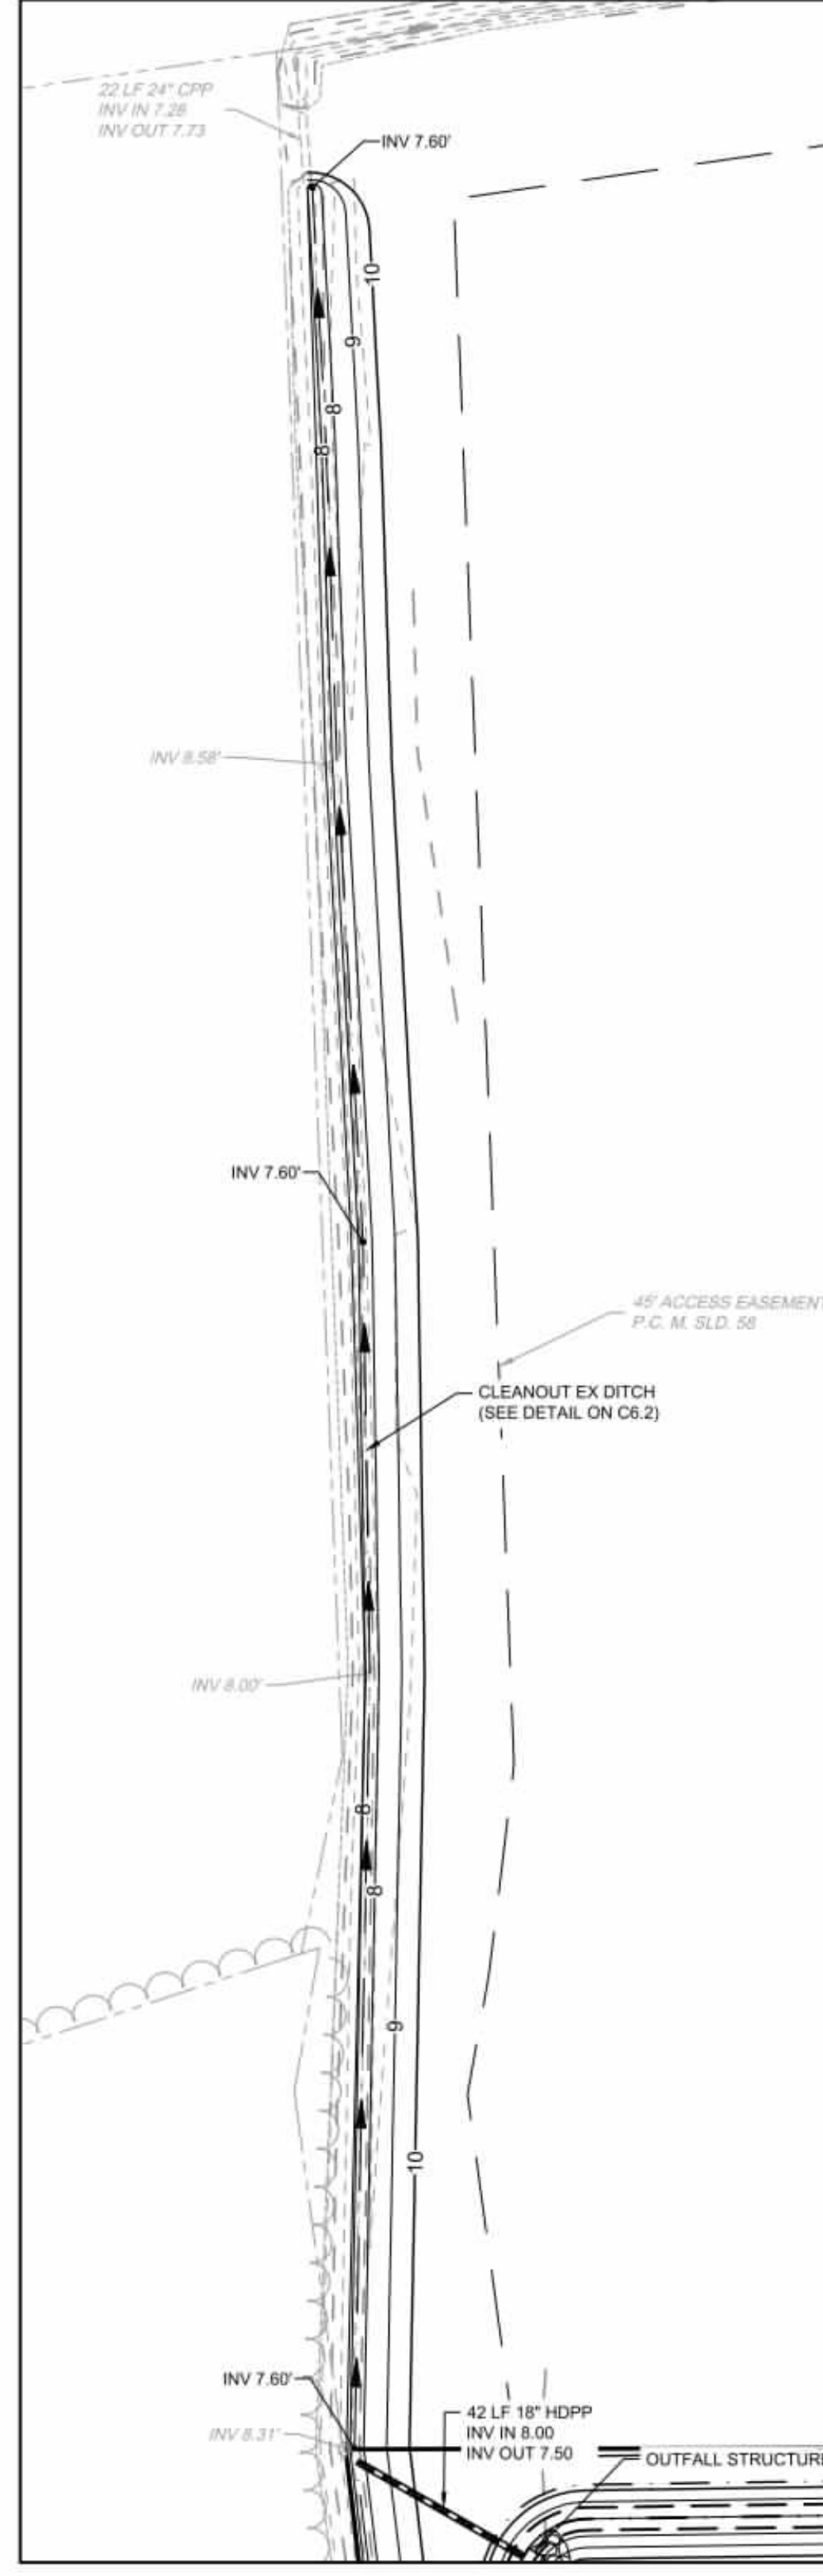 22 LF 24" CPP
INV IN 7.28
INV OUT 7.73
INV 7.60'
10
9
8
8
INV 8.58'
INV 7.60'
45' ACCESS EASEMENT
P.C. M. SLD. 58
CLEANOUT EX DITCH
(SEE DETAIL ON C6.2)
INV 8.00'
8
8
9
10
INV 7.60'
INV 8.31'
42 LF 18" HDPP
INV IN 8.00
INV OUT 7.50
OUTFALL STRUCTURE